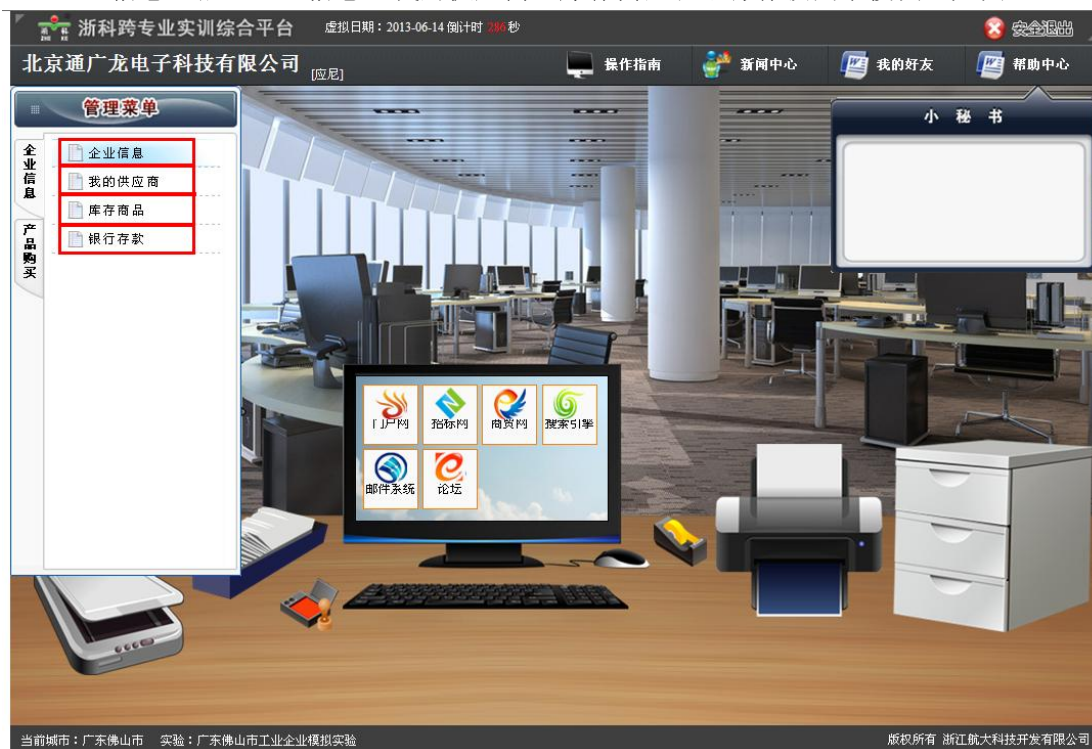 浙科跨专业实训综合平台 虚拟日期：2013-06-14 倒计时 286 秒 安全退出
北京通广龙电子科技有限公司 [应尼] 操作指南 新闻中心 我的好友 帮助中心
管理菜单
企业信息
产品购买
企业信息
我的供应商
库存商品
银行存款
小 秘 书
门户网 招标网 商贸网 搜索引擎
邮件系统 论坛
当前城市：广东佛山市 实验：广东佛山市工业企业模拟实验 版权所有 浙江航大科技开发有限公司